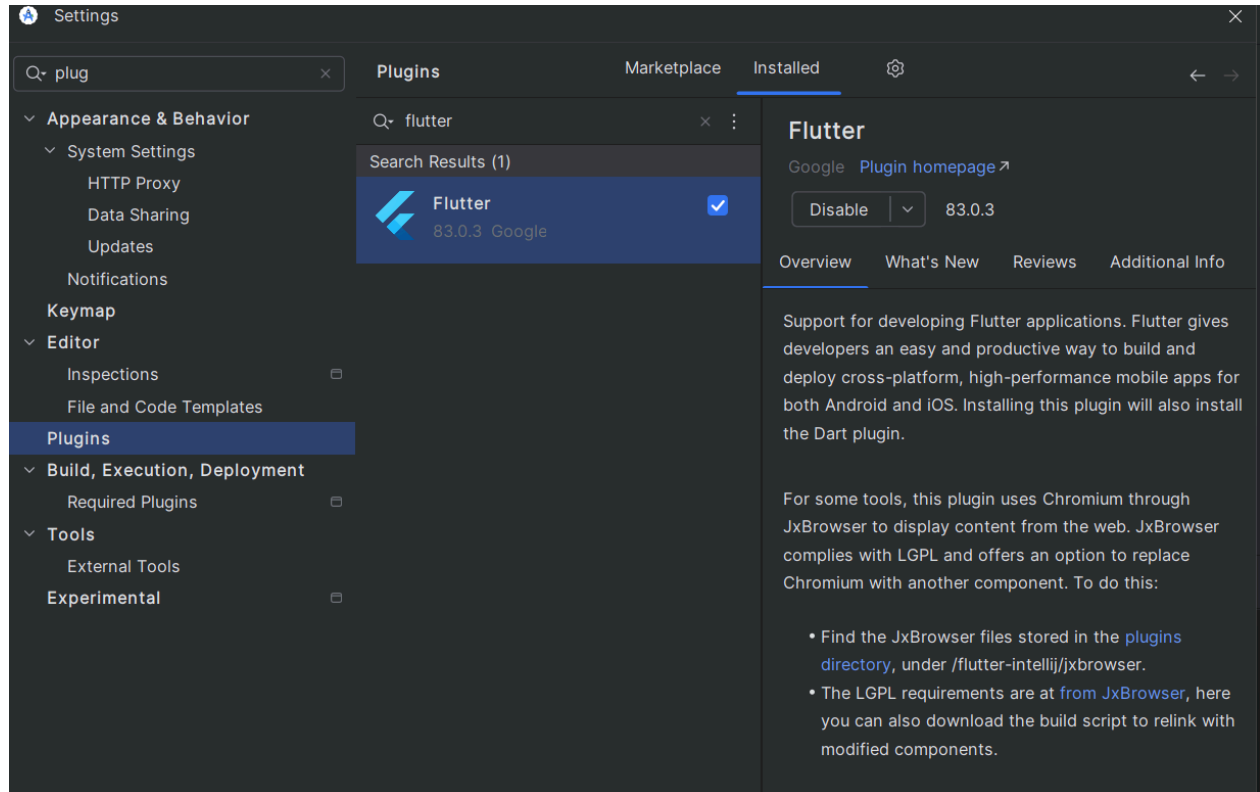 Settings
plug
Appearance & Behavior
System Settings
HTTP Proxy
Data Sharing
Updates
Notifications
Keymap
Editor
Inspections
File and Code Templates
Plugins
Build, Execution, Deployment
Required Plugins
Tools
External Tools
Experimental
Plugins
Marketplace
Installed
flutter
Search Results (1)
Flutter
83.0.3 Google
Flutter
Google Plugin homepage
Disable
83.0.3
Overview
What's New
Reviews
Additional Info
Support for developing Flutter applications. Flutter gives
developers an easy and productive way to build and
deploy cross-platform, high-performance mobile apps for
both Android and iOS. Installing this plugin will also install
the Dart plugin.
For some tools, this plugin uses Chromium through
JxBrowser to display content from the web. JxBrowser
complies with LGPL and offers an option to replace
Chromium with another component. To do this:
• Find the JxBrowser files stored in the plugins
directory, under /flutter-intellij/jxbrowser.
• The LGPL requirements are at from JxBrowser, here
you can also download the build script to relink with
modified components.